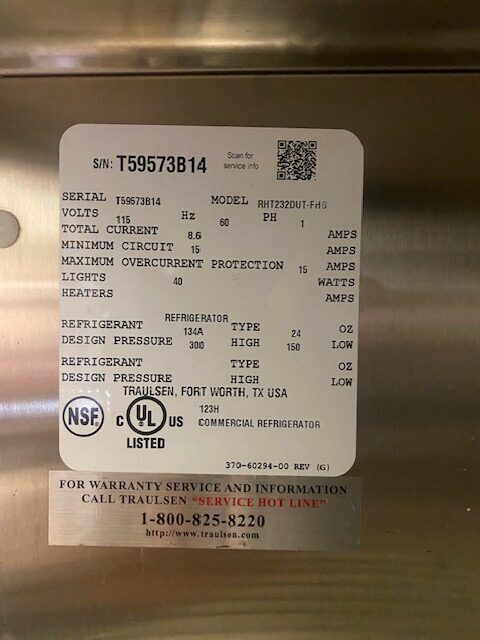 S/N: T59573B14
Scan for
service info
SERIAL T59573B14 MODEL RHT232DUT-FHG
VOLTS 115 Hz 60 PH 1
TOTAL CURRENT 8.6 AMPS
MINIMUM CIRCUIT 15 AMPS
MAXIMUM OVERCURRENT PROTECTION 15 AMPS
LIGHTS 40 WATTS
HEATERS AMPS
REFRIGERATOR
REFRIGERANT 134A TYPE 24 OZ
DESIGN PRESSURE 300 HIGH 150 LOW
REFRIGERANT TYPE OZ
DESIGN PRESSURE HIGH LOW
TRAULSEN, FORT WORTH, TX USA
NSF
C UL US
LISTED
123H
COMMERCIAL REFRIGERATOR
370-60294-00 REV (G)
FOR WARRANTY SERVICE AND INFORMATION
CALL TRAULSEN "SERVICE HOT LINE"
1-800-825-8220
http://www.traulsen.com